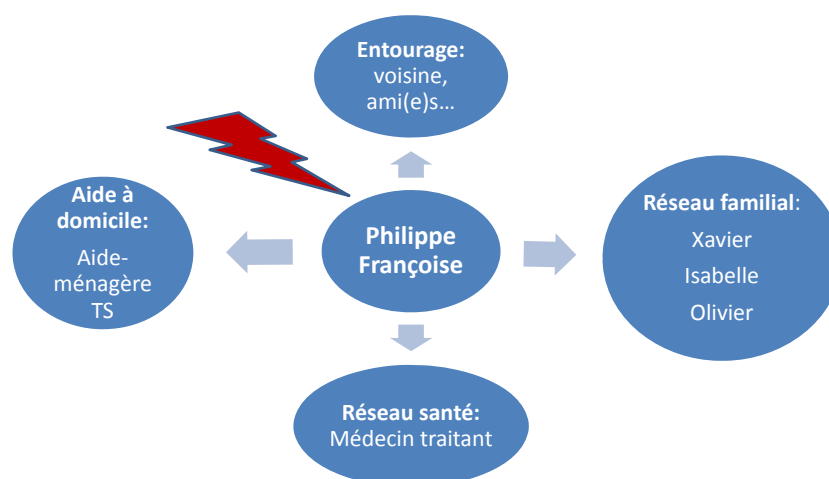 Entourage:
voisine,
ami(e)s…
Aide à
domicile:
Aide-
ménagère
TS
Philippe
Françoise
Réseau familial:
Xavier
Isabelle
Olivier
Réseau santé:
Médecin traitant